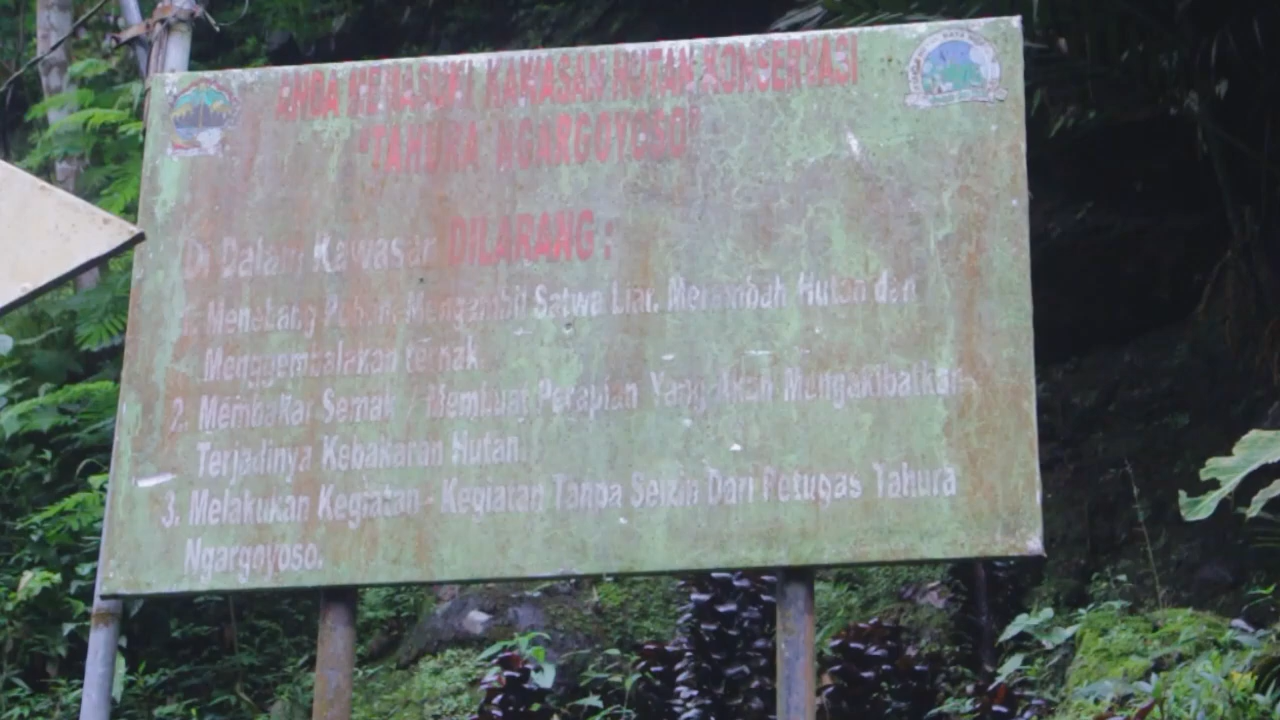 ANDA MEMASUKI KAWASAN HUTAN KONSERVASI
"TAHURA NGARGOYOSO"
Di Dalam Kawasan DILARANG :
1. Menebang Pohon, Mengambil Satwa Liar, Merambah Hutan dan
Menggembalakan ternak
2. Membakar Semak / Membuat Perapian Yang Akan Mengakibatkan
Terjadinya Kebakaran Hutan.
3. Melakukan Kegiatan - Kegiatan Tanpa Seizin Dari Petugas Tahura
Ngargoyoso.